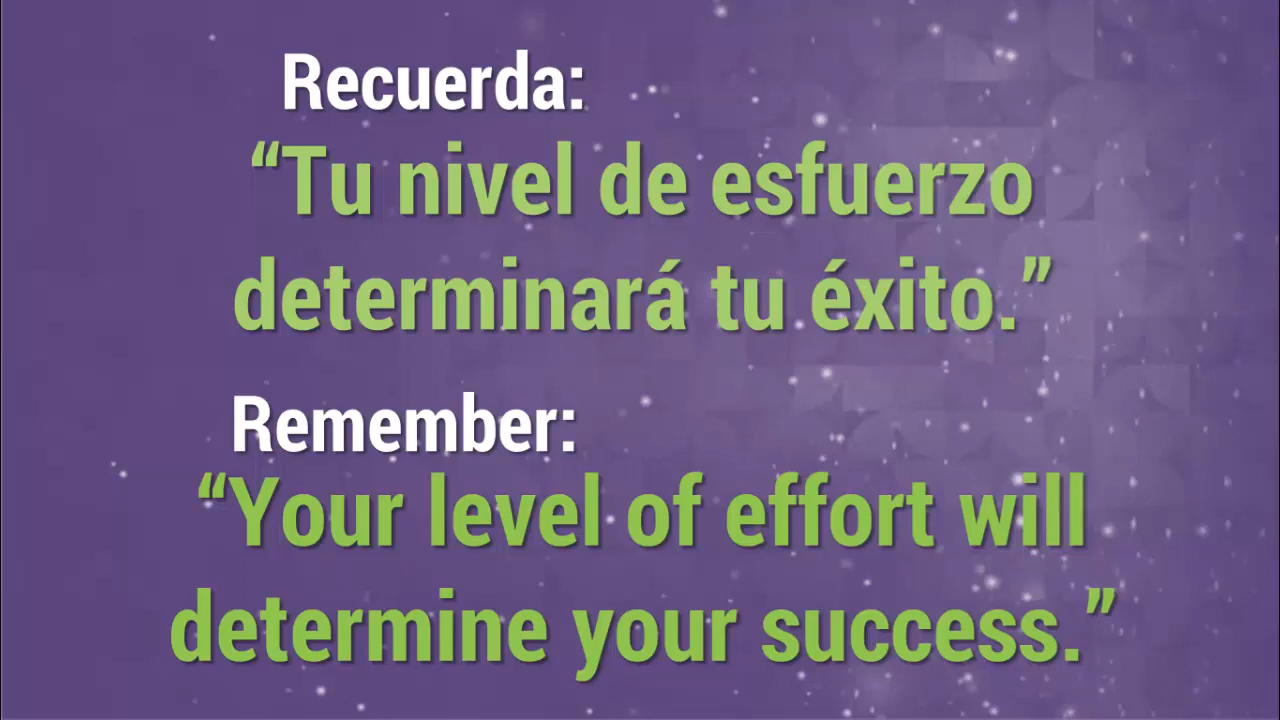 Recuerda:
“Tu nivel de esfuerzo
determinará tu éxito.”
Remember:
“Your level of effort will
determine your success.”